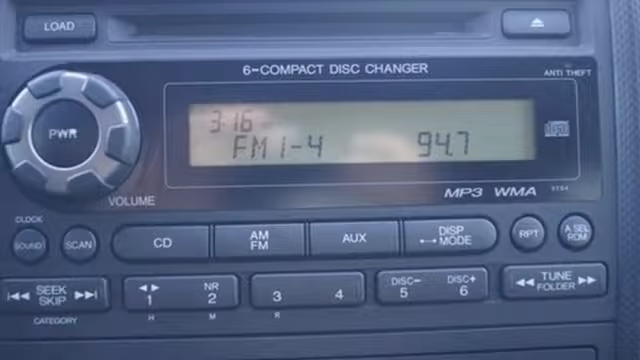 LOAD
6-COMPACT DISC CHANGER
ANTI THEFT
3:16
FM1-4 94.7
PWR
VOLUME
MP3 WMA
CLOCK
SOUND
SCAN
CD
AM
FM
AUX
DISP
MODE
RPT
A.SEL
RDM
SEEK
SKIP
CATEGORY
1
H
NR
2
M
3
R
4
DISC-
5
DISC+
6
TUNE
FOLDER